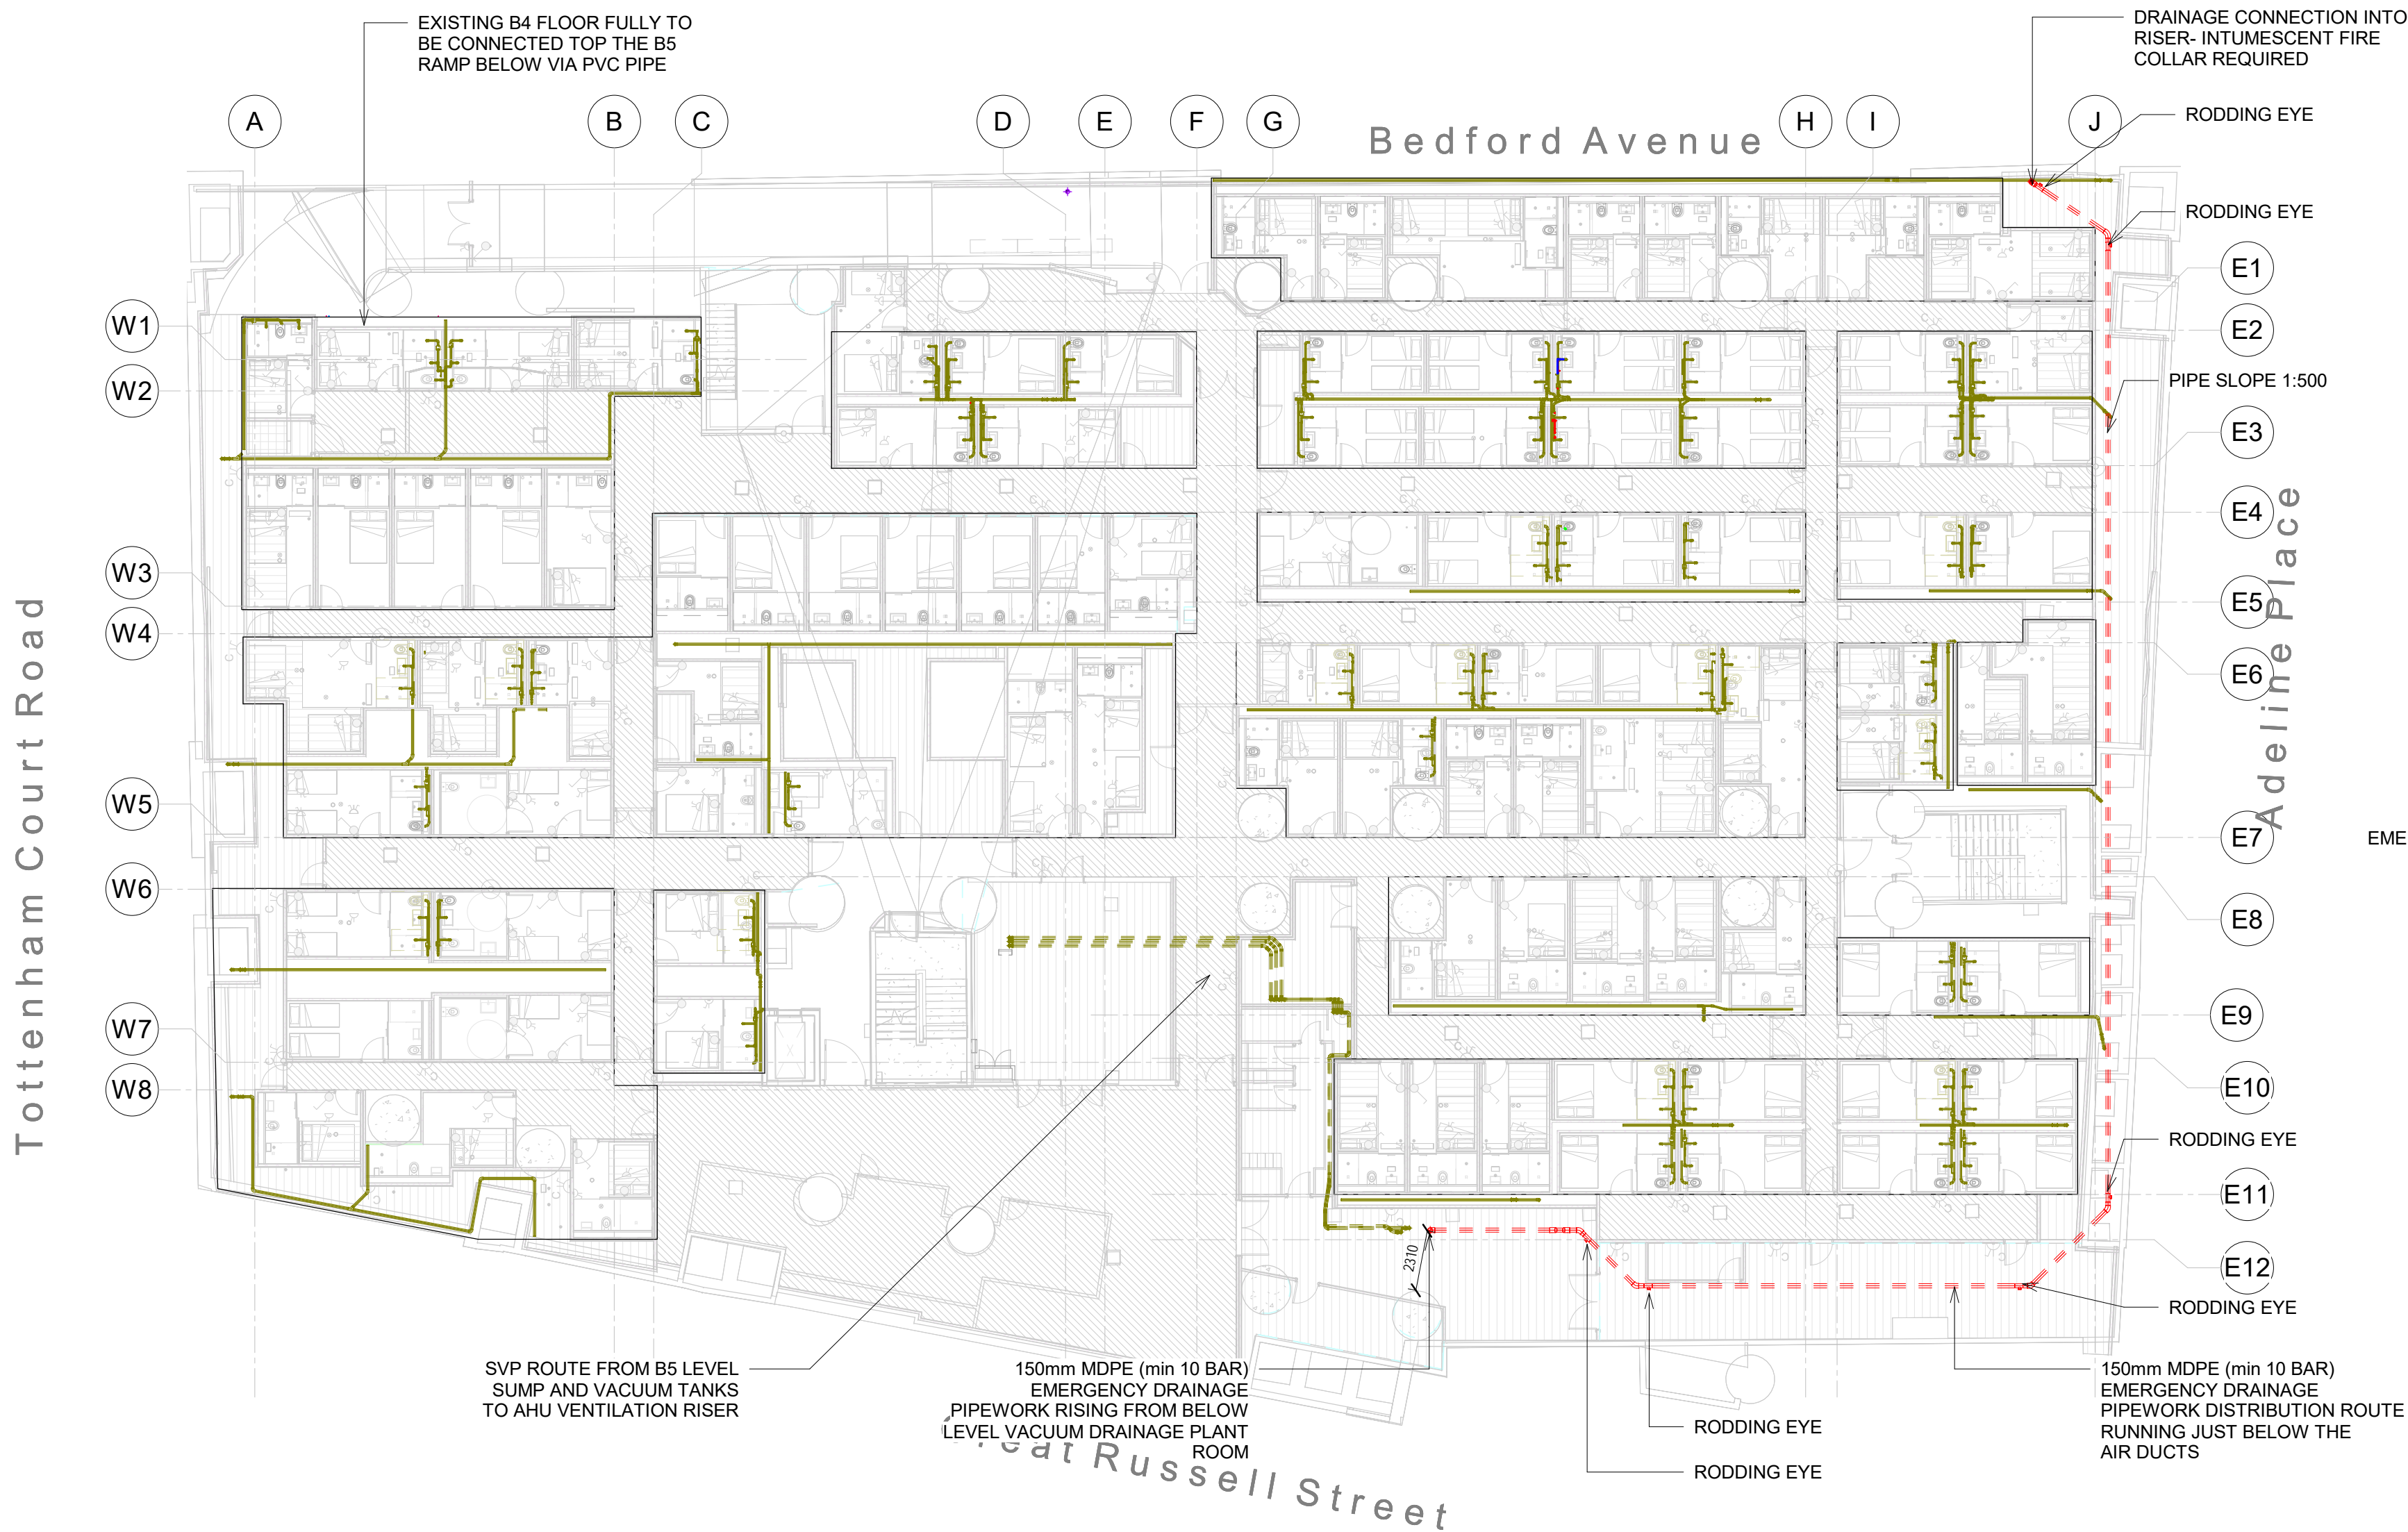 EXISTING B4 FLOOR FULLY TO
BE CONNECTED TOP THE B5
RAMP BELOW VIA PVC PIPE
DRAINAGE CONNECTION INTO
RISER- INTUMESCENT FIRE
COLLAR REQUIRED
RODDING EYE
A
B
C
D
E
F
G
H
I
J
Bedford Avenue
RODDING EYE
E1
W1
E2
W2
PIPE SLOPE 1:500
E3
E4
Adeline Place
W3
E5
Tottenham Court Road
W4
E6
W5
E7
EME
W6
E8
W7
E9
W8
E10
RODDING EYE
E11
2310
E12
RODDING EYE
SVP ROUTE FROM B5 LEVEL
SUMP AND VACUUM TANKS
TO AHU VENTILATION RISER
150mm MDPE (min 10 BAR)
EMERGENCY DRAINAGE
PIPEWORK RISING FROM BELOW
LEVEL VACUUM DRAINAGE PLANT
ROOM
150mm MDPE (min 10 BAR)
EMERGENCY DRAINAGE
PIPEWORK DISTRIBUTION ROUTE
RUNNING JUST BELOW THE
AIR DUCTS
RODDING EYE
RODDING EYE
Great Russell Street